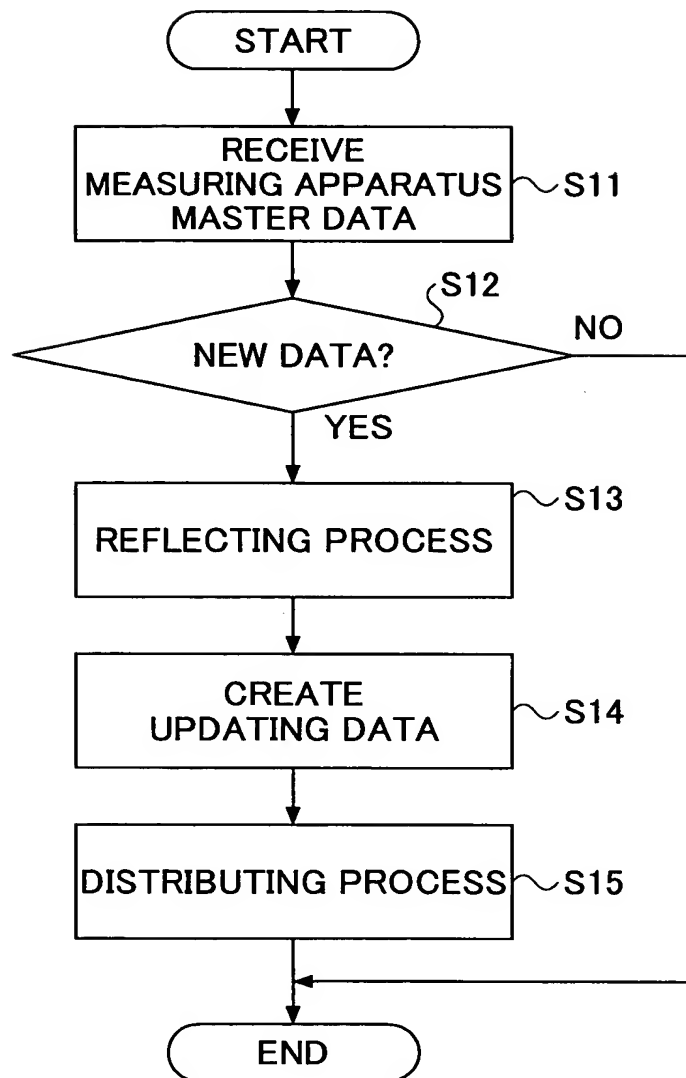 START
RECEIVE
MEASURING APPARATUS
MASTER DATA
S11
S12
NEW DATA?
NO
YES
S13
REFLECTING PROCESS
CREATE
UPDATING DATA
S14
DISTRIBUTING PROCESS
S15
END